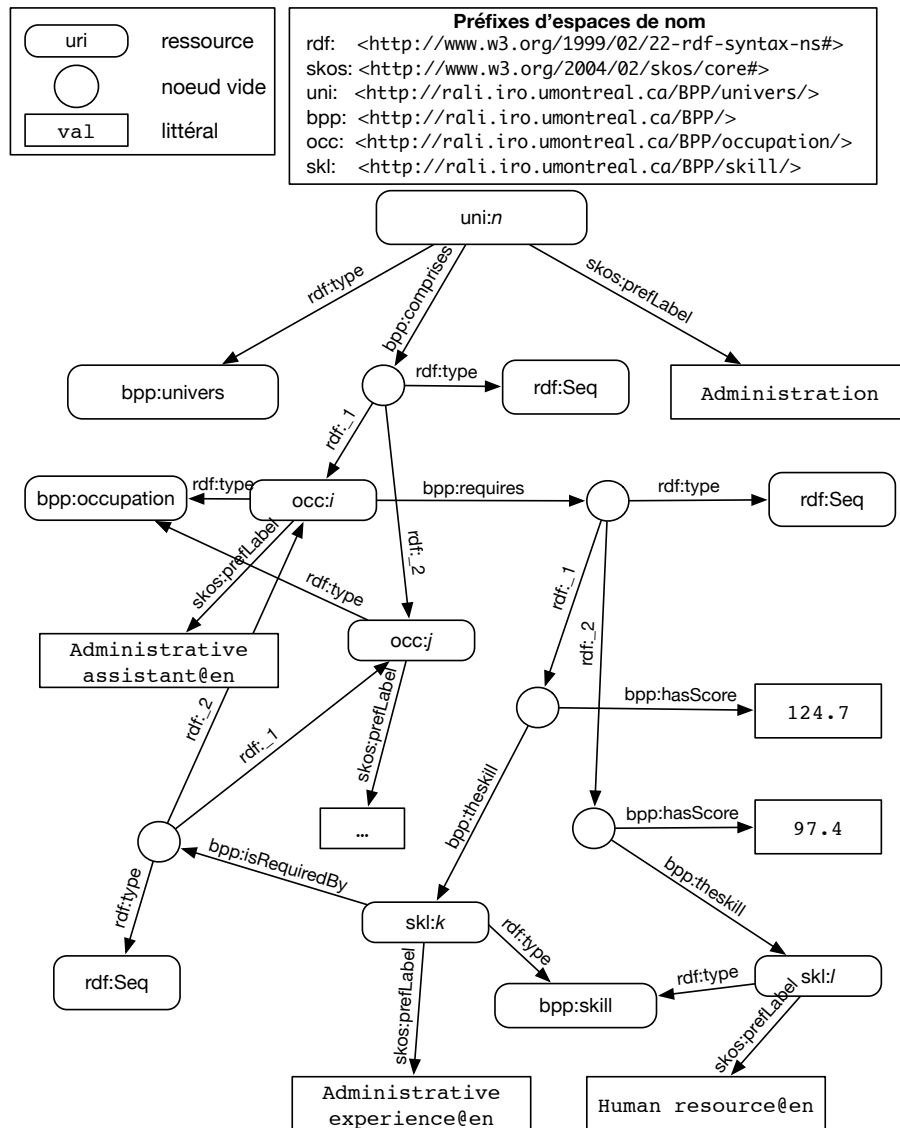 uri
ressource
noeud vide
val
littéral
Préfixes d'espaces de nom
rdf: <http://www.w3.org/1999/02/22-rdf-syntax-ns#>
skos: <http://www.w3.org/2004/02/skos/core#>
uni: <http://rali.iro.umontreal.ca/BPP/univers/>
bpp: <http://rali.iro.umontreal.ca/BPP/>
occ: <http://rali.iro.umontreal.ca/BPP/occupation/>
skl: <http://rali.iro.umontreal.ca/BPP/skill/>
uni:n
rdf:type
bpp:comprises
skos:prefLabel
bpp:univers
rdf:type
rdf:Seq
Administration
rdf:_1
rdf:_2
bpp:occupation
rdf:type
occ:i
bpp:requires
rdf:type
rdf:Seq
skos:prefLabel
rdf:type
rdf:_1
rdf:_2
Administrative
assistant@en
occ:j
rdf:_2
rdf:_1
skos:prefLabel
bpp:hasScore
124.7
bpp:theskill
...
bpp:hasScore
97.4
bpp:isRequiredBy
bpp:theskill
rdf:type
skl:k
rdf:type
rdf:Seq
skos:prefLabel
bpp:skill
rdf:type
skl:l
skos:prefLabel
Administrative
experience@en
Human resource@en